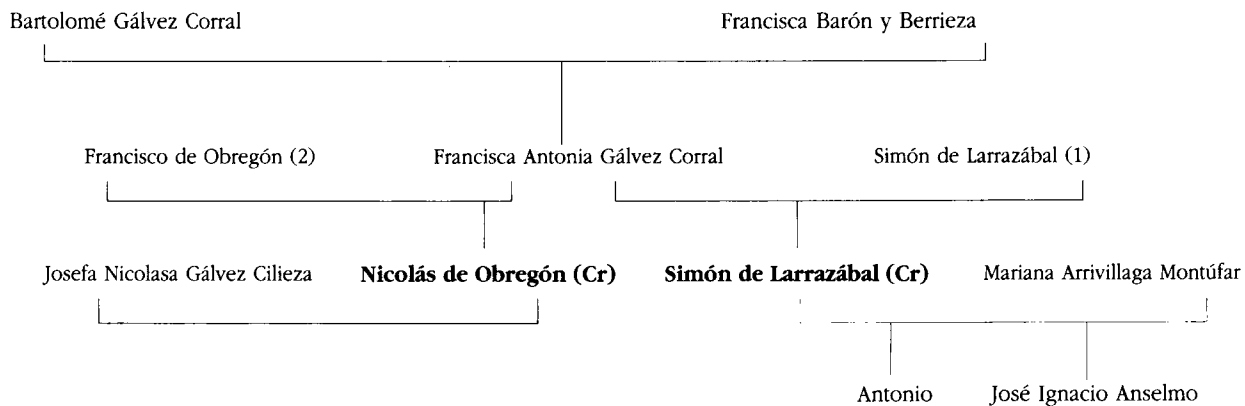 Bartolomé Gálvez Corral Francisca Barón y Berrieza
Francisco de Obregón (2) Francisca Antonia Gálvez Corral Simón de Larrazábal (1)
Josefa Nicolasa Gálvez Cilieza Nicolás de Obregón (Cr) Simón de Larrazábal (Cr) Mariana Arrivillaga Montúfar
Antonio José Ignacio Anselmo